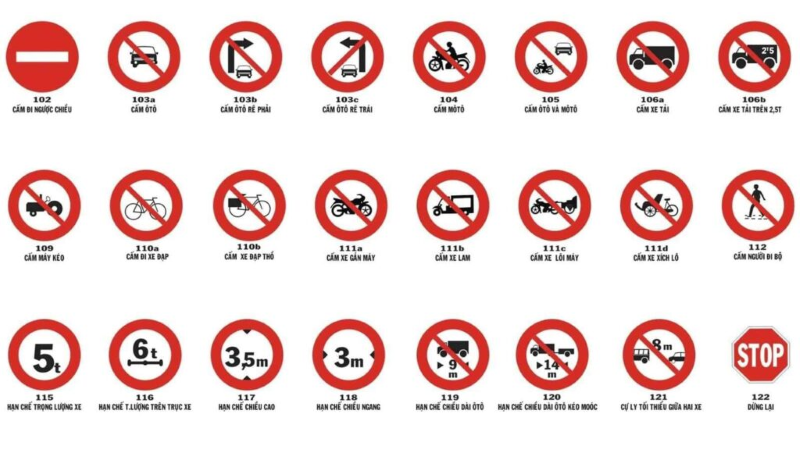 2'5
102 103a 103b 103c 104 105 106a 106b
CẤM ĐI NGƯỢC CHIỀU CẤM ÔTÔ CẤM ÔTÔ RẼ PHẢI CẤM ÔTÔ RẼ TRÁI CẤM MÔTÔ CẤM ÔTÔ VÀ MÔTÔ CẤM XE TẢI CẤM XE TẢI TRÊN 2,5T
109 110a 110b 111a 111b 111c 111d 112
CẤM MÁY KÉO CẤM ĐI XE ĐẠP CẤM XE ĐẠP THỒ CẤM XE GẮN MÁY CẤM XE LAM CẤM XE LÔI MÁY CẤM XE XÍCH LÔ CẤM NGƯỜI ĐI BỘ
5t 6t 3,5m 3m 9 m 14 m 8m STOP
115 116 117 118 119 120 121 122
HẠN CHẾ TRỌNG LƯỢNG XE HẠN CHẾ T.LƯỢNG TRÊN TRỤC XE HẠN CHẾ CHIỀU CAO HẠN CHẾ CHIỀU NGANG HẠN CHẾ CHIỀU DÀI ÔTÔ HẠN CHẾ CHIỀU DÀI ÔTÔ KÉO MOÓC CỰ LY TỐI THIỂU GIỮA HAI XE DỪNG LẠI